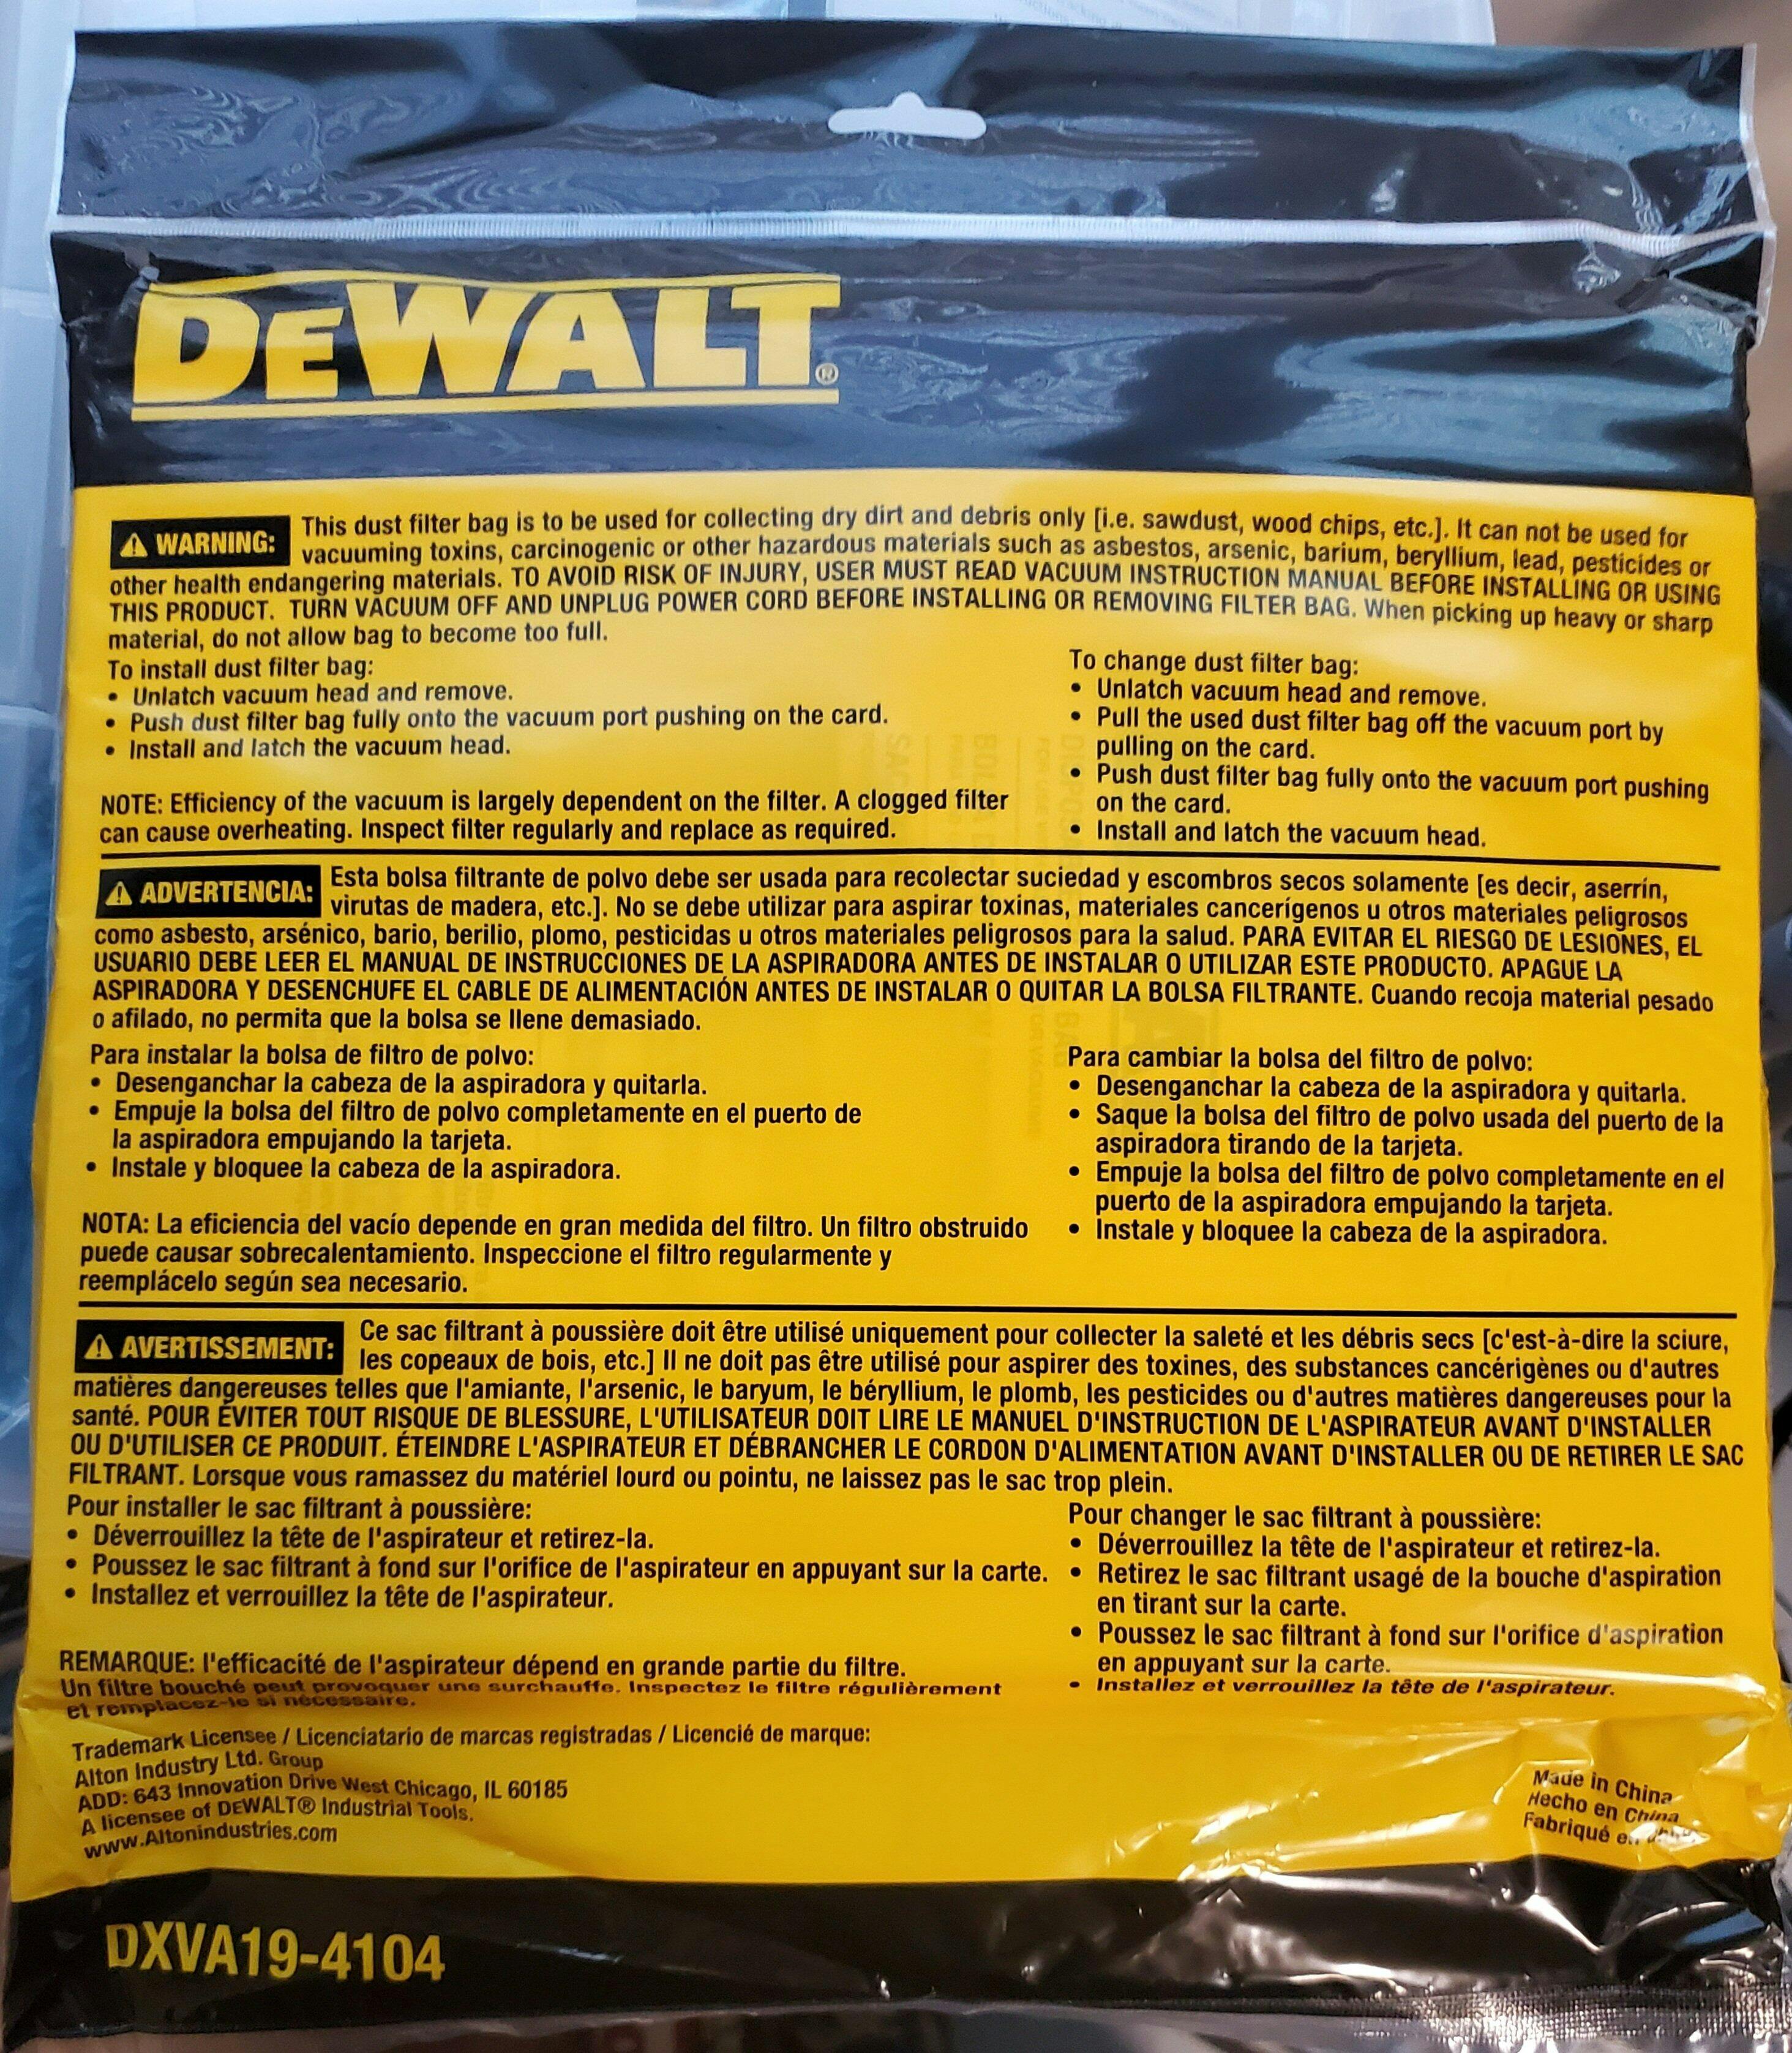 DEWALT®
⚠ WARNING: This dust filter bag is to be used for collecting dry dirt and debris only [i.e. sawdust, wood chips, etc.]. It can not be used for
vacuuming toxins, carcinogenic or other hazardous materials such as asbestos, arsenic, barium, beryllium, lead, pesticides or
other health endangering materials. TO AVOID RISK OF INJURY, USER MUST READ VACUUM INSTRUCTION MANUAL BEFORE INSTALLING OR USING
THIS PRODUCT. TURN VACUUM OFF AND UNPLUG POWER CORD BEFORE INSTALLING OR REMOVING FILTER BAG. When picking up heavy or sharp
material, do not allow bag to become too full.
To install dust filter bag:
• Unlatch vacuum head and remove.
• Push dust filter bag fully onto the vacuum port pushing on the card.
• Install and latch the vacuum head.
NOTE: Efficiency of the vacuum is largely dependent on the filter. A clogged filter
can cause overheating. Inspect filter regularly and replace as required.
To change dust filter bag:
• Unlatch vacuum head and remove.
• Pull the used dust filter bag off the vacuum port by
pulling on the card.
• Push dust filter bag fully onto the vacuum port pushing
on the card.
• Install and latch the vacuum head.
⚠ ADVERTENCIA: Esta bolsa filtrante de polvo debe ser usada para recolectar suciedad y escombros secos solamente [es decir, aserrín,
virutas de madera, etc.]. No se debe utilizar para aspirar toxinas, materiales cancerígenos u otros materiales peligrosos
como asbesto, arsénico, bario, berilio, plomo, pesticidas u otros materiales peligrosos para la salud. PARA EVITAR EL RIESGO DE LESIONES, EL
USUARIO DEBE LEER EL MANUAL DE INSTRUCCIONES DE LA ASPIRADORA ANTES DE INSTALAR O UTILIZAR ESTE PRODUCTO. APAGUE LA
ASPIRADORA Y DESENCHUFE EL CABLE DE ALIMENTACIÓN ANTES DE INSTALAR O QUITAR LA BOLSA FILTRANTE. Cuando recoja material pesado
o afilado, no permita que la bolsa se llene demasiado.
Para instalar la bolsa de filtro de polvo:
• Desenganchar la cabeza de la aspiradora y quitarla.
• Empuje la bolsa del filtro de polvo completamente en el puerto de
la aspiradora empujando la tarjeta.
• Instale y bloquee la cabeza de la aspiradora.
NOTA: La eficiencia del vacío depende en gran medida del filtro. Un filtro obstruido
puede causar sobrecalentamiento. Inspeccione el filtro regularmente y
reemplácelo según sea necesario.
Para cambiar la bolsa del filtro de polvo:
• Desenganchar la cabeza de la aspiradora y quitarla.
• Saque la bolsa del filtro de polvo usada del puerto de la
aspiradora tirando de la tarjeta.
• Empuje la bolsa del filtro de polvo completamente en el
puerto de la aspiradora empujando la tarjeta.
• Instale y bloquee la cabeza de la aspiradora.
⚠ AVERTISSEMENT: Ce sac filtrant à poussière doit être utilisé uniquement pour collecter la saleté et les débris secs [c'est-à-dire la sciure,
les copeaux de bois, etc.] Il ne doit pas être utilisé pour aspirer des toxines, des substances cancérigènes ou d'autres
matières dangereuses telles que l'amiante, l'arsenic, le baryum, le béryllium, le plomb, les pesticides ou d'autres matières dangereuses pour la
santé. POUR ÉVITER TOUT RISQUE DE BLESSURE, L'UTILISATEUR DOIT LIRE LE MANUEL D'INSTRUCTION DE L'ASPIRATEUR AVANT D'INSTALLER
OU D'UTILISER CE PRODUIT. ÉTEINDRE L'ASPIRATEUR ET DÉBRANCHER LE CORDON D'ALIMENTATION AVANT D'INSTALLER OU DE RETIRER LE SAC
FILTRANT. Lorsque vous ramassez du matériel lourd ou pointu, ne laissez pas le sac trop plein.
Pour installer le sac filtrant à poussière:
• Déverrouillez la tête de l'aspirateur et retirez-la.
• Poussez le sac filtrant à fond sur l'orifice de l'aspirateur en appuyant sur la carte.
• Installez et verrouillez la tête de l'aspirateur.
REMARQUE: l'efficacité de l'aspirateur dépend en grande partie du filtre.
Un filtre bouché peut provoquer une surchauffe. Inspectez le filtre régulièrement
et remplacez-le si nécessaire.
Pour changer le sac filtrant à poussière:
• Déverrouillez la tête de l'aspirateur et retirez-la.
• Retirez le sac filtrant usagé de la bouche d'aspiration
en tirant sur la carte.
• Poussez le sac filtrant à fond sur l'orifice d'aspiration
en appuyant sur la carte.
• Installez et verrouillez la tête de l'aspirateur.
Trademark Licensee / Licenciatario de marcas registradas / Licencié de marque:
Alton Industry Ltd. Group
ADD: 643 Innovation Drive West Chicago, IL 60185
A licensee of DEWALT® Industrial Tools.
www.Altonindustries.com
Made in China
Hecho en China
Fabriqué en
DXVA19-4104